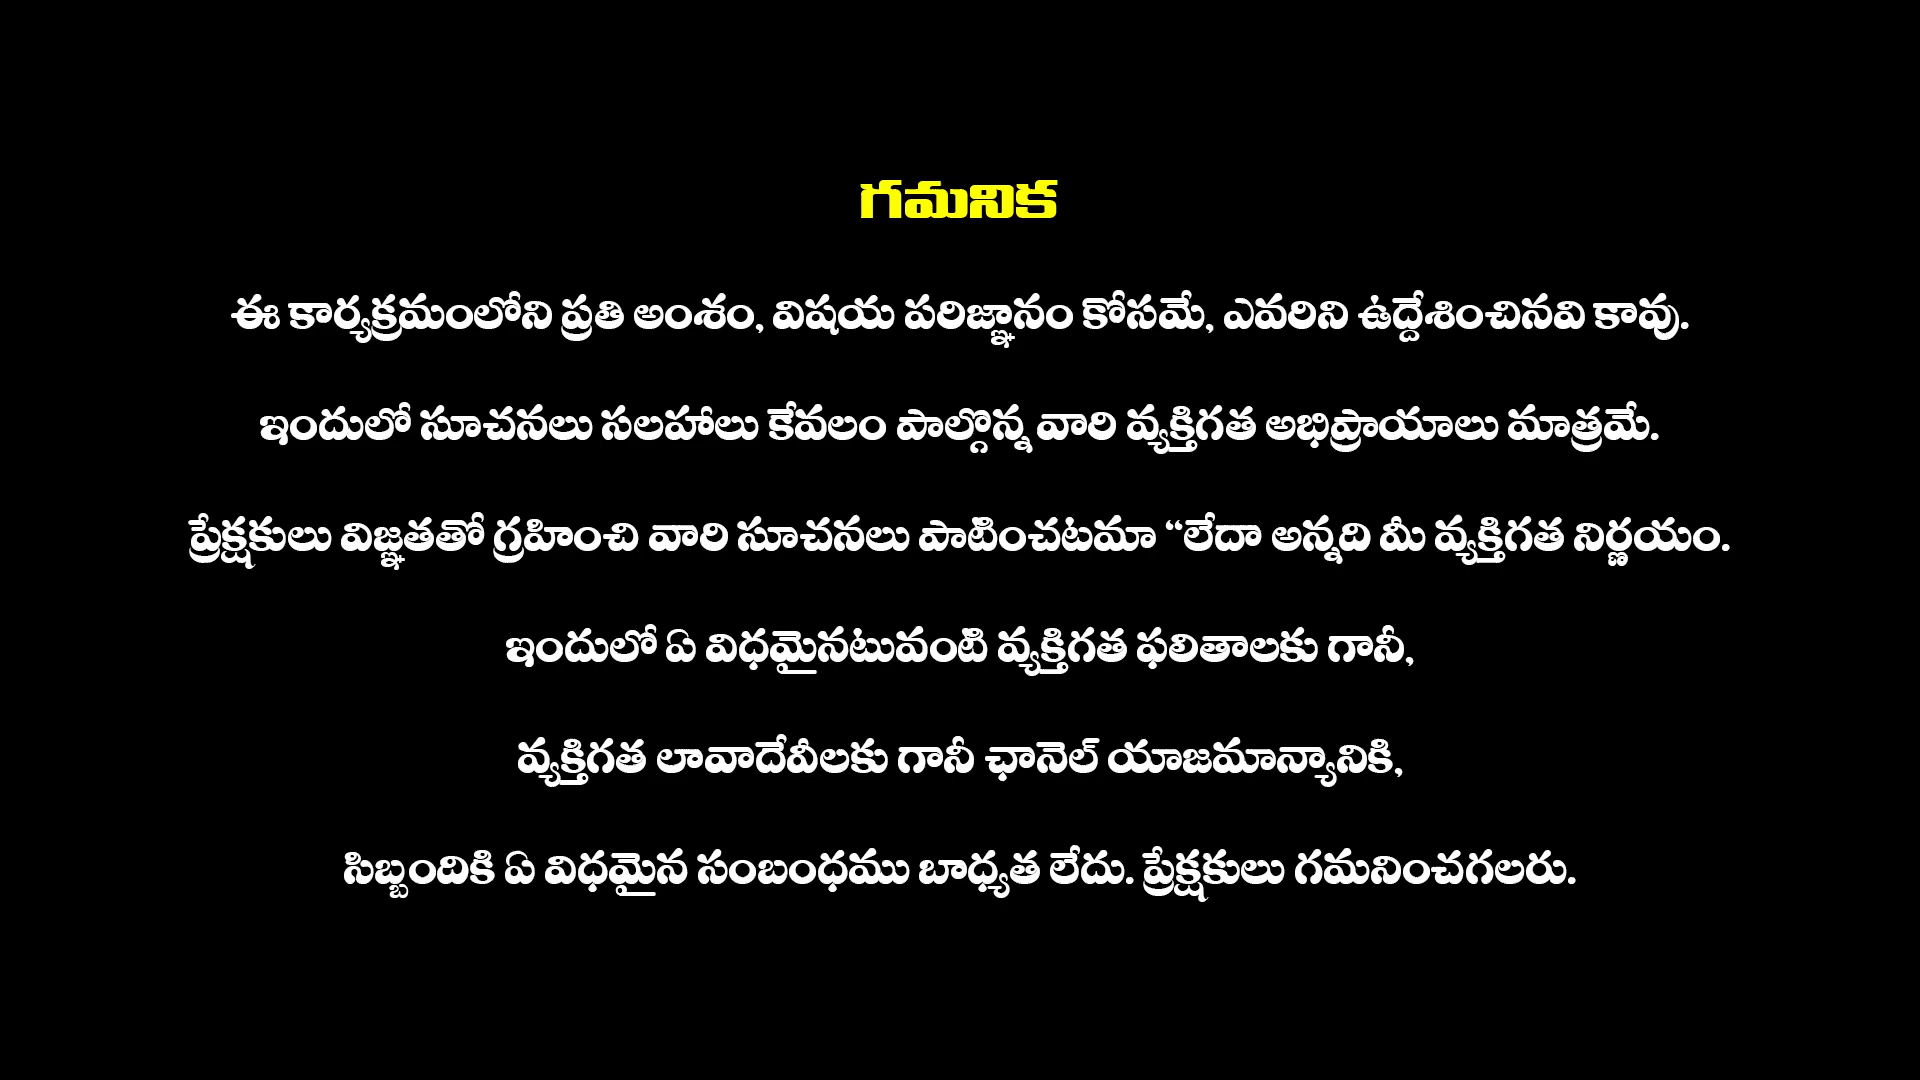 గమనిక
ఈ కార్యక్రమంలోని ప్రతి అంశం, విషయ పరిజ్ఞానం కోసమే, ఎవరిని ఉద్దేశించినవి కావు.
ఇందులో సూచనలు సలహాలు కేవలం పాల్గొన్న వారి వ్యక్తిగత అభిప్రాయాలు మాత్రమే.
ప్రేక్షకులు విజ్ఞతతో గ్రహించి వారి సూచనలు పాటించటమా “లేదా అన్నది మీ వ్యక్తిగత నిర్ణయం.
ఇందులో ఏ విధమైనటువంటి వ్యక్తిగత ఫలితాలకు గానీ,
వ్యక్తిగత లావాదేవీలకు గానీ ఛానెల్ యాజమాన్యానికి,
సిబ్బందికి ఏ విధమైన సంబంధము బాధ్యత లేదు. ప్రేక్షకులు గమనించగలరు.